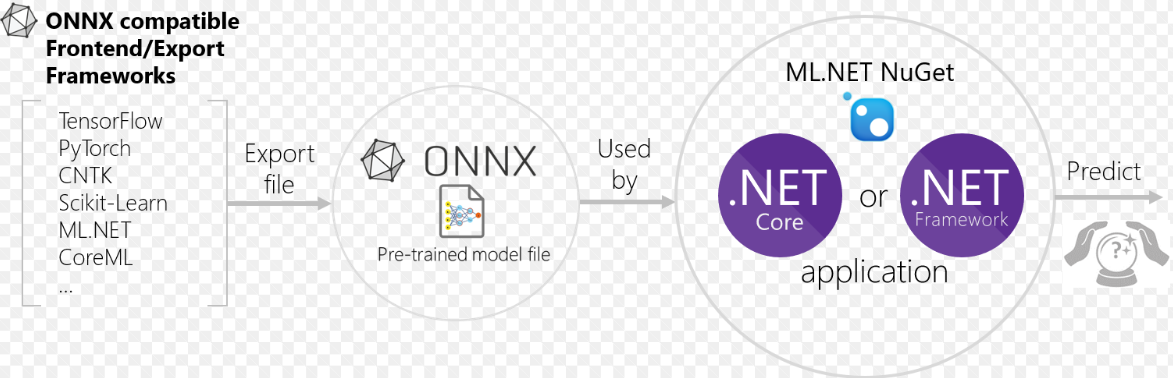 ONNX compatible
Frontend/Export
Frameworks
TensorFlow
PyTorch
CNTK
Scikit-Learn
ML.NET
CoreML
...
Export
file
ONNX
Pre-trained model file
Used
by
ML.NET NuGet
.NET
Core
or
.NET
Framework
application
Predict
?